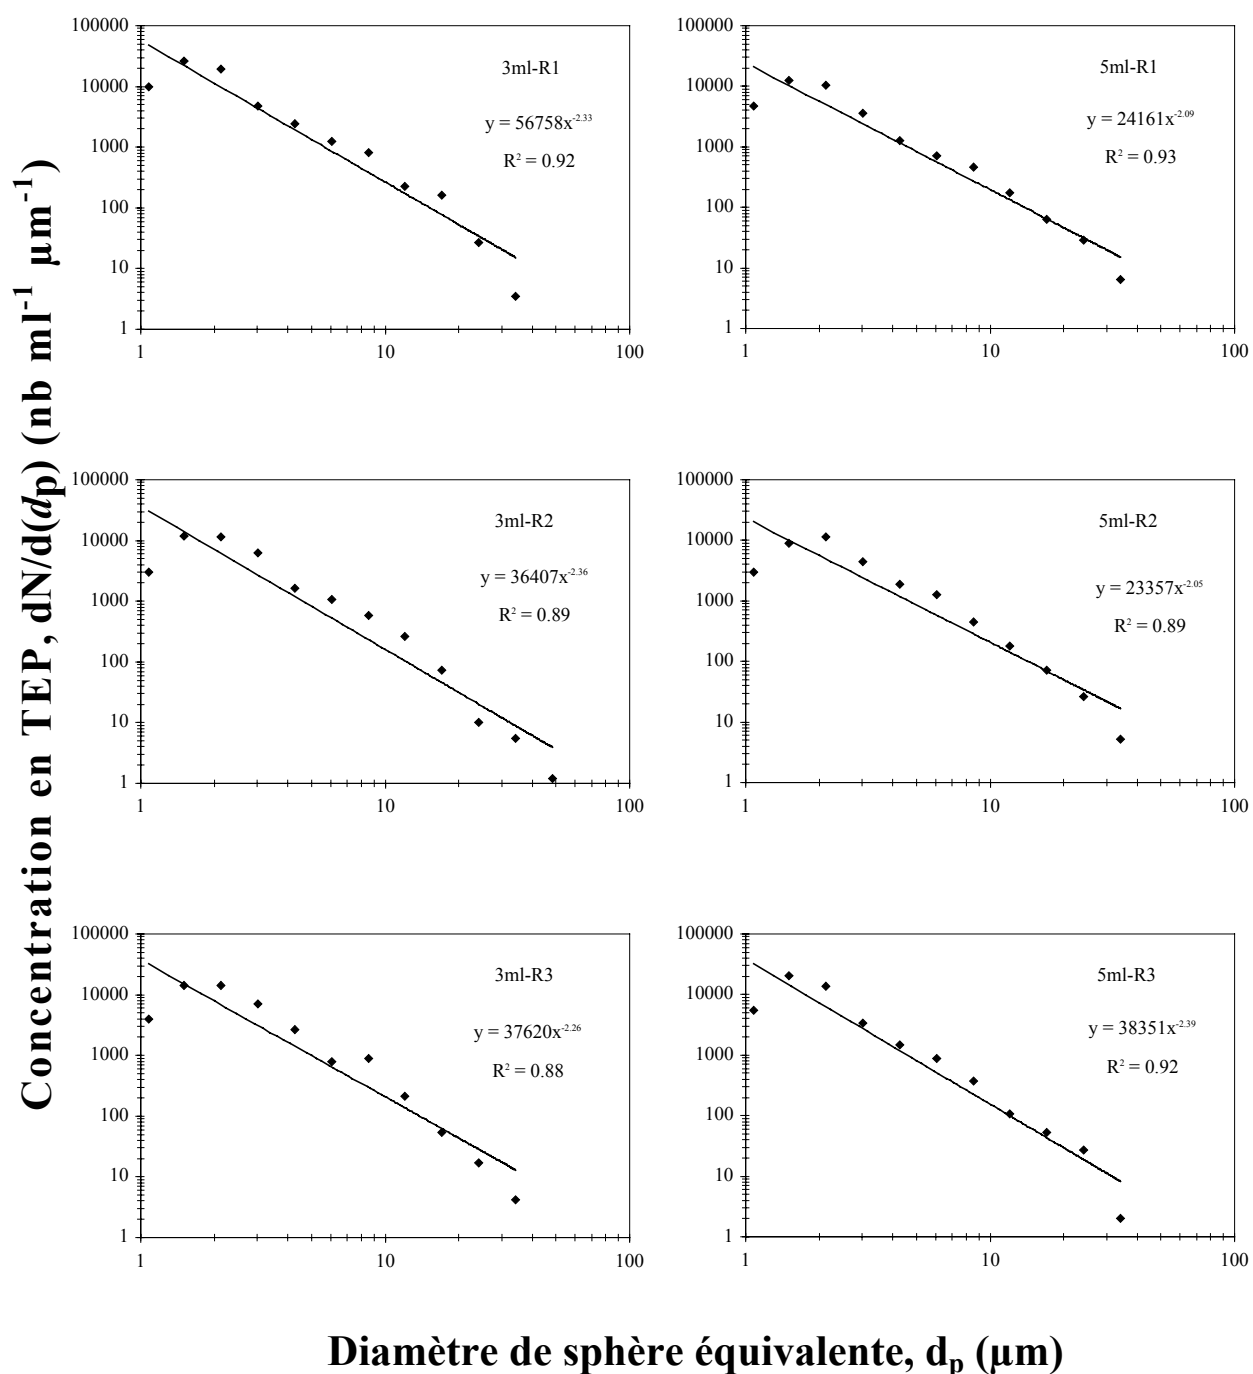 Concentration en TEP, dN/d(dp) (nb ml⁻¹ µm⁻¹)
100000
10000
1000
100
10
1
1 10 100
3ml-R1
y = 56758x^-2.33
R² = 0.92
100000
10000
1000
100
10
1
1 10 100
5ml-R1
y = 24161x^-2.09
R² = 0.93
100000
10000
1000
100
10
1
1 10 100
3ml-R2
y = 36407x^-2.36
R² = 0.89
100000
10000
1000
100
10
1
1 10 100
5ml-R2
y = 23357x^-2.05
R² = 0.89
100000
10000
1000
100
10
1
1 10 100
3ml-R3
y = 37620x^-2.26
R² = 0.88
100000
10000
1000
100
10
1
1 10 100
5ml-R3
y = 38351x^-2.39
R² = 0.92
Diamètre de sphère équivalente, dp (µm)